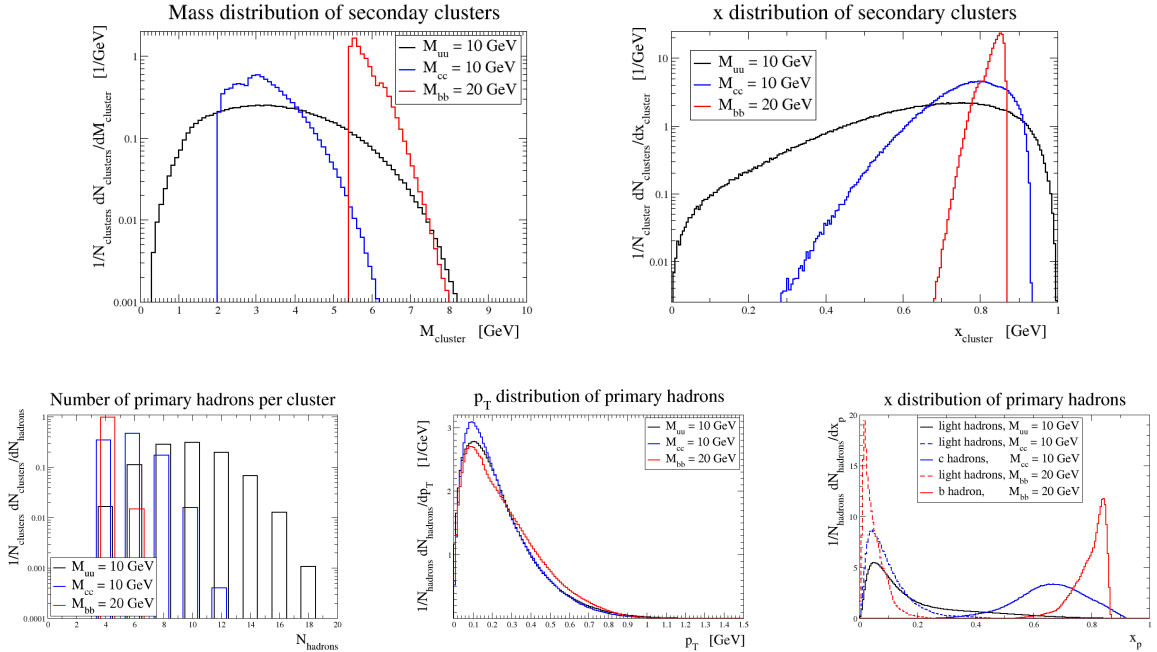 Mass distribution of seconday clusters
1/N_clusters dN_clusters/dM_cluster [1/GeV]
M_uu = 10 GeV
M_cc = 10 GeV
M_bb = 20 GeV
1
0.1
0.01
0.001
0 1 2 3 4 5 6 7 8 9 10
M_cluster [GeV]
x distribution of secondary clusters
1/N_cluster dN_clusters/dx_cluster [1/GeV]
M_uu = 10 GeV
M_cc = 10 GeV
M_bb = 20 GeV
10
1
0.1
0.01
0 0.2 0.4 0.6 0.8 1
x_cluster [GeV]
Number of primary hadrons per cluster
1/N_clusters dN_clusters/dN_hadrons
1
0.1
0.01
0.001
0.0001
M_uu = 10 GeV
M_cc = 10 GeV
M_bb = 20 GeV
0 2 4 6 8 10 12 14 16 18 20
N_hadrons
p_T distribution of primary hadrons
1/N_hadrons dN_hadrons/dp_T [1/GeV]
M_uu = 10 GeV
M_cc = 10 GeV
M_bb = 20 GeV
3
2
1
0
0 0.1 0.2 0.3 0.4 0.5 0.6 0.7 0.8 0.9 1 1.1 1.2 1.3 1.4 1.5
p_T [GeV]
x distribution of primary hadrons
1/N_hadrons dN_hadrons/dx_p
light hadrons, M_uu = 10 GeV
light hadrons, M_cc = 10 GeV
c hadrons, M_cc = 10 GeV
light hadrons, M_bb = 20 GeV
b hadron, M_bb = 20 GeV
20
15
10
5
0
0 0.2 0.4 0.6 0.8 1
x_p